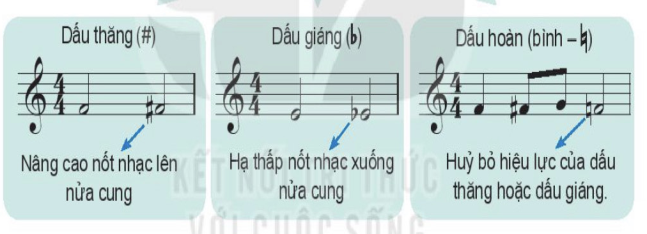 Dấu thăng (#)
Nâng cao nốt nhạc lên
nửa cung
Dấu giáng (♭)
Hạ thấp nốt nhạc xuống
nửa cung
Dấu hoàn (bình – ♮)
Huỷ bỏ hiệu lực của dấu
thăng hoặc dấu giáng.
KẾT NỐI TRI THỨC
VỚI CUỘC SỐNG